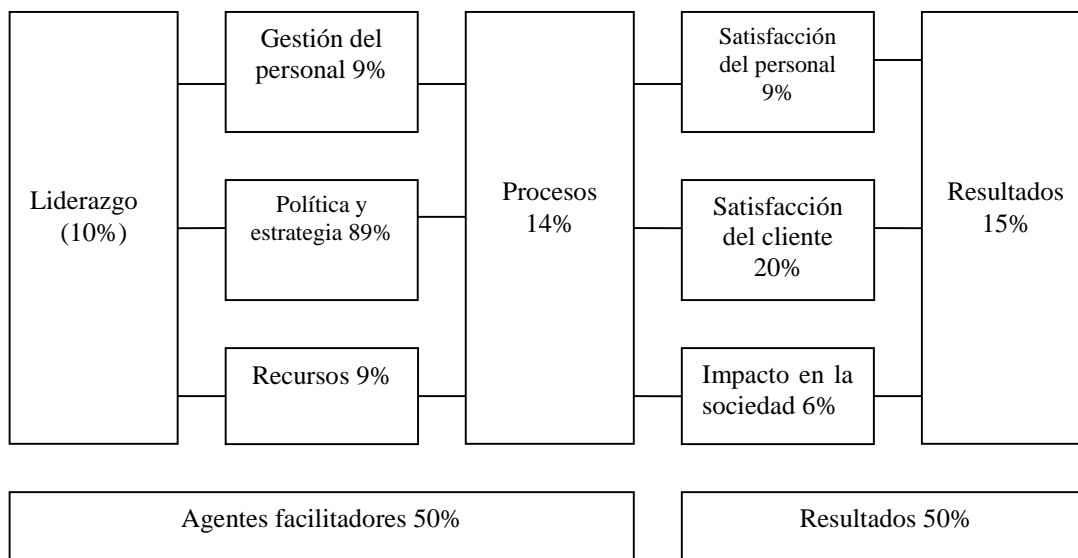 Liderazgo
(10%)
Gestión del
personal 9%
Política y
estrategia 89%
Recursos 9%
Procesos
14%
Satisfacción
del personal
9%
Satisfacción
del cliente
20%
Impacto en la
sociedad 6%
Resultados
15%
Agentes facilitadores 50%
Resultados 50%